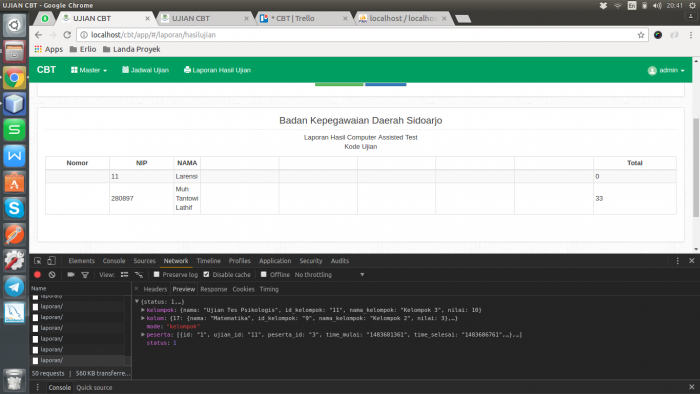 UJIAN CBT - Google Chrome
En
20:41
UJIAN CBT
UJIAN CBT
* CBT | Trello
localhost / localhos
localhost/cbt/app/#/laporan/hasilujian
Apps
Erlio
Landa Proyek
CBT
Master
Jadwal Ujian
Laporan Hasil Ujian
admin
Badan Kepegawaian Daerah Sidoarjo
Laporan Hasil Computer Assisted Test
Kode Ujian
Nomor NIP NAMA Total
11 Larensi 0
280897 Muh Tantowi Lathif 33
Elements Console Sources Network Timeline Profiles Application Security Audits
View: Preserve log Disable cache Offline No throttling
Name
Headers Preview Response Cookies Timing
laporan/
laporan/
laporan/
laporan/
laporan/
laporan/
laporan/
{status: 1,…}
kelompok: {nama: "Ujian Tes Psikologis", id_kelompok: "11", nama_kelompok: "Kelompok 3", nilai: 10}
kolom: {17: {nama: "Matematika", id_kelompok: "9", nama_kelompok: "Kelompok 2", nilai: 3},…}
mode: "kelompok"
peserta: [{id: "1", ujian_id: "11", peserta_id: "3", time_mulai: "1483681361", time_selesai: "1483686761",…},…]
status: 1
50 requests | 560 KB transferre...
Console
Quick source